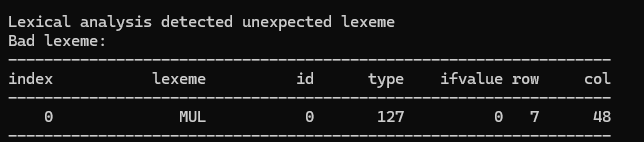 Lexical analysis detected unexpected lexeme
Bad lexeme:
-------------------------------------------------------------------
index lexeme id type ifvalue row col
-------------------------------------------------------------------
0 MUL 0 127 0 7 48
-------------------------------------------------------------------